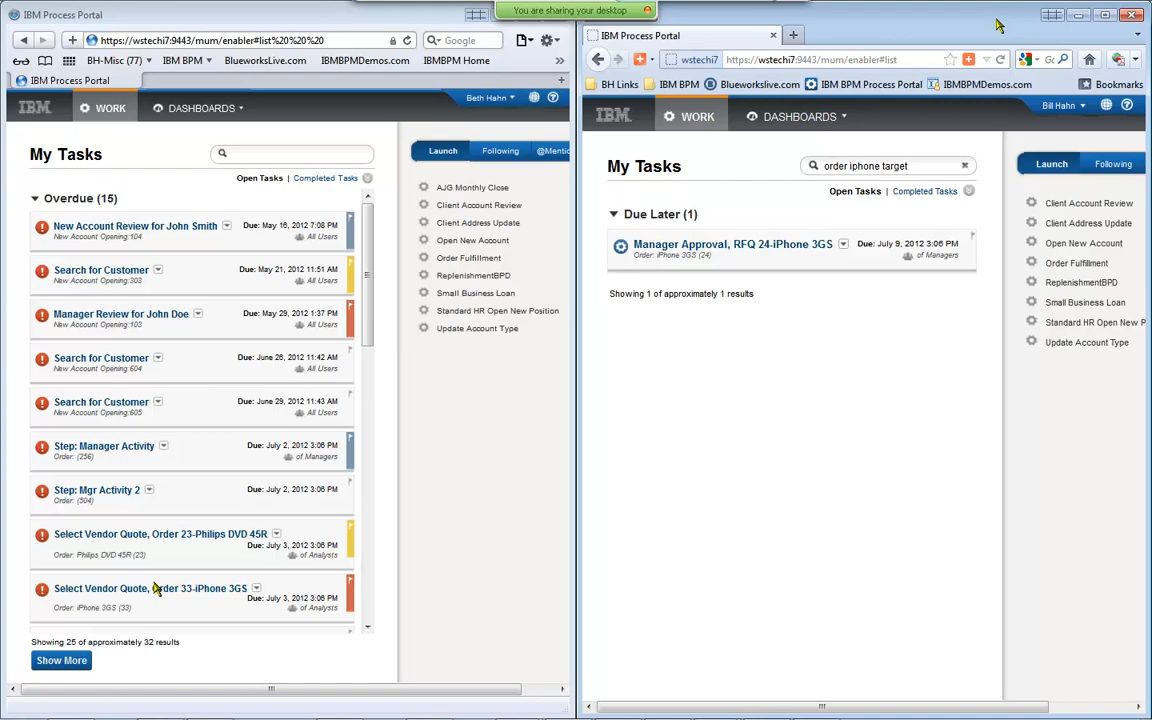 You are sharing your desktop
IBM Process Portal
https://wstechi7:9443/mum/enabler#list%20%20%20
Google
BH-Misc (77)
IBM BPM
BlueworksLive.com
IBMBPMDemos.com
IBMBPM Home
IBM Process Portal
IBM
WORK
DASHBOARDS
Beth Hahn
My Tasks
Open Tasks | Completed Tasks
Overdue (15)
New Account Review for John Smith
Due: May 16, 2012 7:08 PM
New Account Opening:104
All Users
Search for Customer
Due: May 21, 2012 11:51 AM
New Account Opening:303
All Users
Manager Review for John Doe
Due: May 29, 2012 1:37 PM
New Account Opening:103
All Users
Search for Customer
Due: June 26, 2012 11:42 AM
New Account Opening:604
All Users
Search for Customer
Due: June 29, 2012 11:43 AM
New Account Opening:605
All Users
Step: Manager Activity
Due: July 2, 2012 3:06 PM
Order: (256)
of Managers
Step: Mgr Activity 2
Due: July 2, 2012 3:06 PM
Order: (504)
Select Vendor Quote, Order 23-Philips DVD 45R
Due: July 3, 2012 3:06 PM
Order: Philips DVD 45R (23)
of Analysts
Select Vendor Quote, Order 33-iPhone 3GS
Due: July 3, 2012 3:06 PM
Order: iPhone 3GS (33)
of Analysts
Showing 25 of approximately 32 results
Show More
Launch
Following
@Mentio
AJG Monthly Close
Client Account Review
Client Address Update
Open New Account
Order Fulfillment
ReplenishmentBPD
Small Business Loan
Standard HR Open New Position
Update Account Type
IBM Process Portal
wstechi7
https://wstechi7:9443/mum/enabler#list
Go
BH Links
IBM BPM
Blueworkslive.com
IBM BPM Process Portal
IBMBPMDemos.com
Bookmarks
IBM
WORK
DASHBOARDS
Bill Hahn
My Tasks
order iphone target
Open Tasks | Completed Tasks
Due Later (1)
Manager Approval, RFQ 24-iPhone 3GS
Due: July 9, 2012 3:06 PM
Order: iPhone 3GS (24)
of Managers
Showing 1 of approximately 1 results
Launch
Following
Client Account Review
Client Address Update
Open New Account
Order Fulfillment
ReplenishmentBPD
Small Business Loan
Standard HR Open New P
Update Account Type